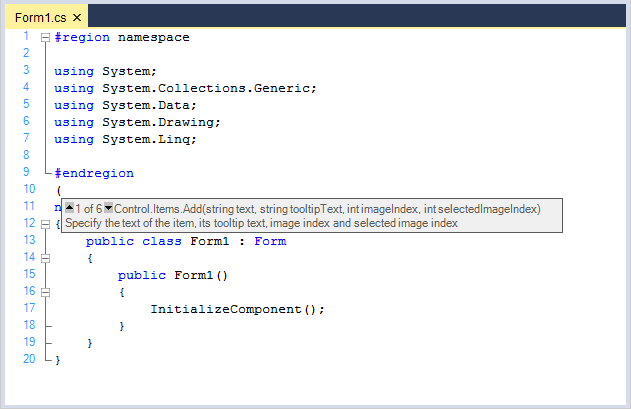 Form1.cs ×
1 #region namespace
2
3 using System;
4 using System.Collections.Generic;
5 using System.Data;
6 using System.Drawing;
7 using System.Linq;
8
9 #endregion
10 (
11 n
1 of 6 Control.Items.Add(string text, string tooltipText, int imageIndex, int selectedImageIndex)
Specify the text of the item, its tooltip text, image index and selected image index
12 {
13 public class Form1 : Form
14 {
15 public Form1()
16 {
17 InitializeComponent();
18 }
19 }
20 }